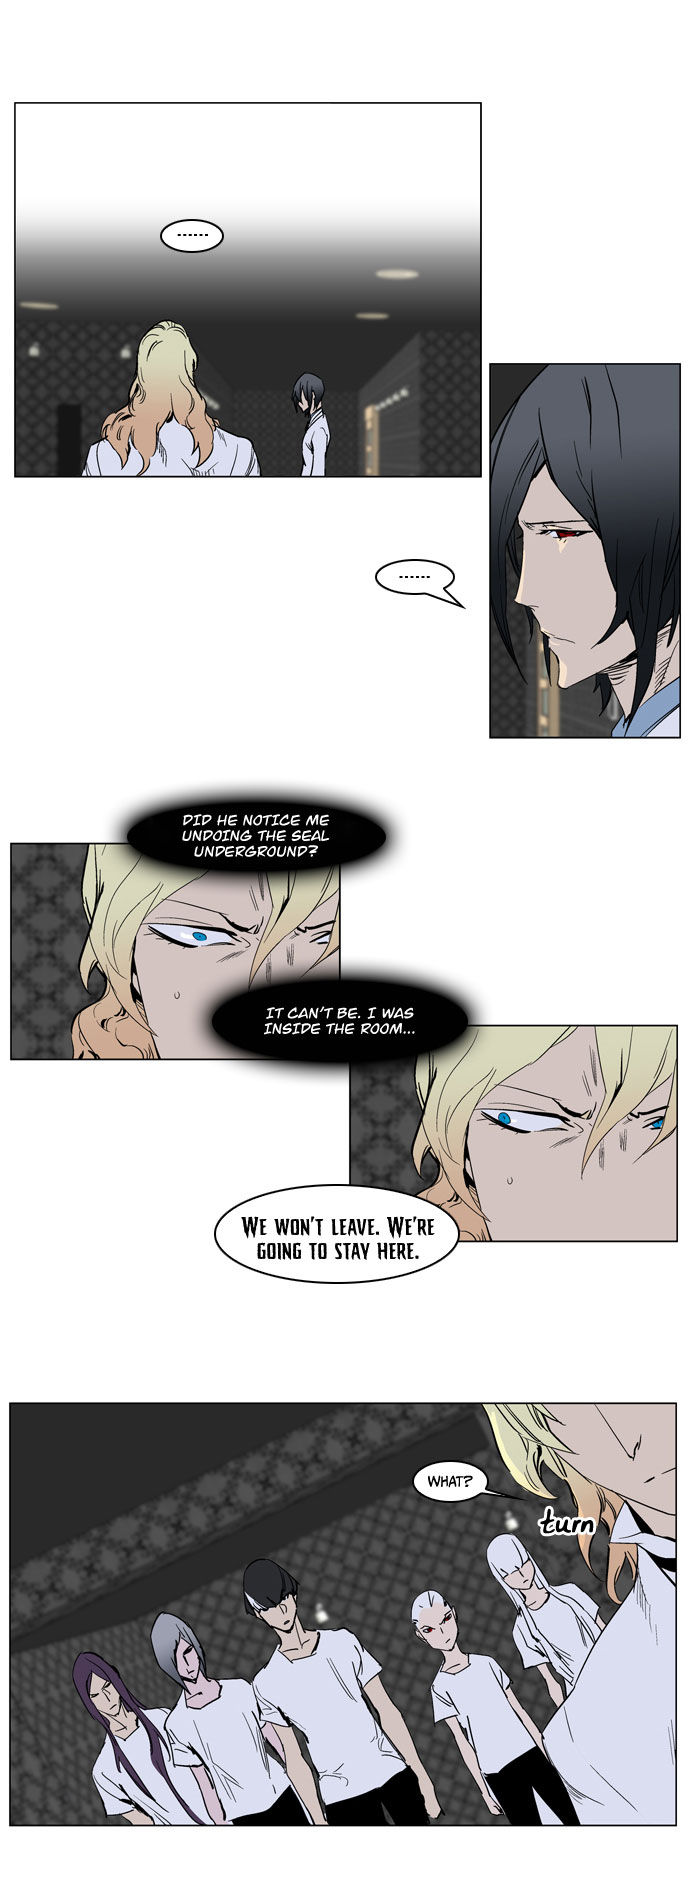 ......
......
DID HE NOTICE ME
UNDOING THE SEAL
UNDERGROUND?
IT CAN'T BE. I WAS
INSIDE THE ROOM...
WE WON'T LEAVE. WE'RE
GOING TO STAY HERE.
WHAT?
turn